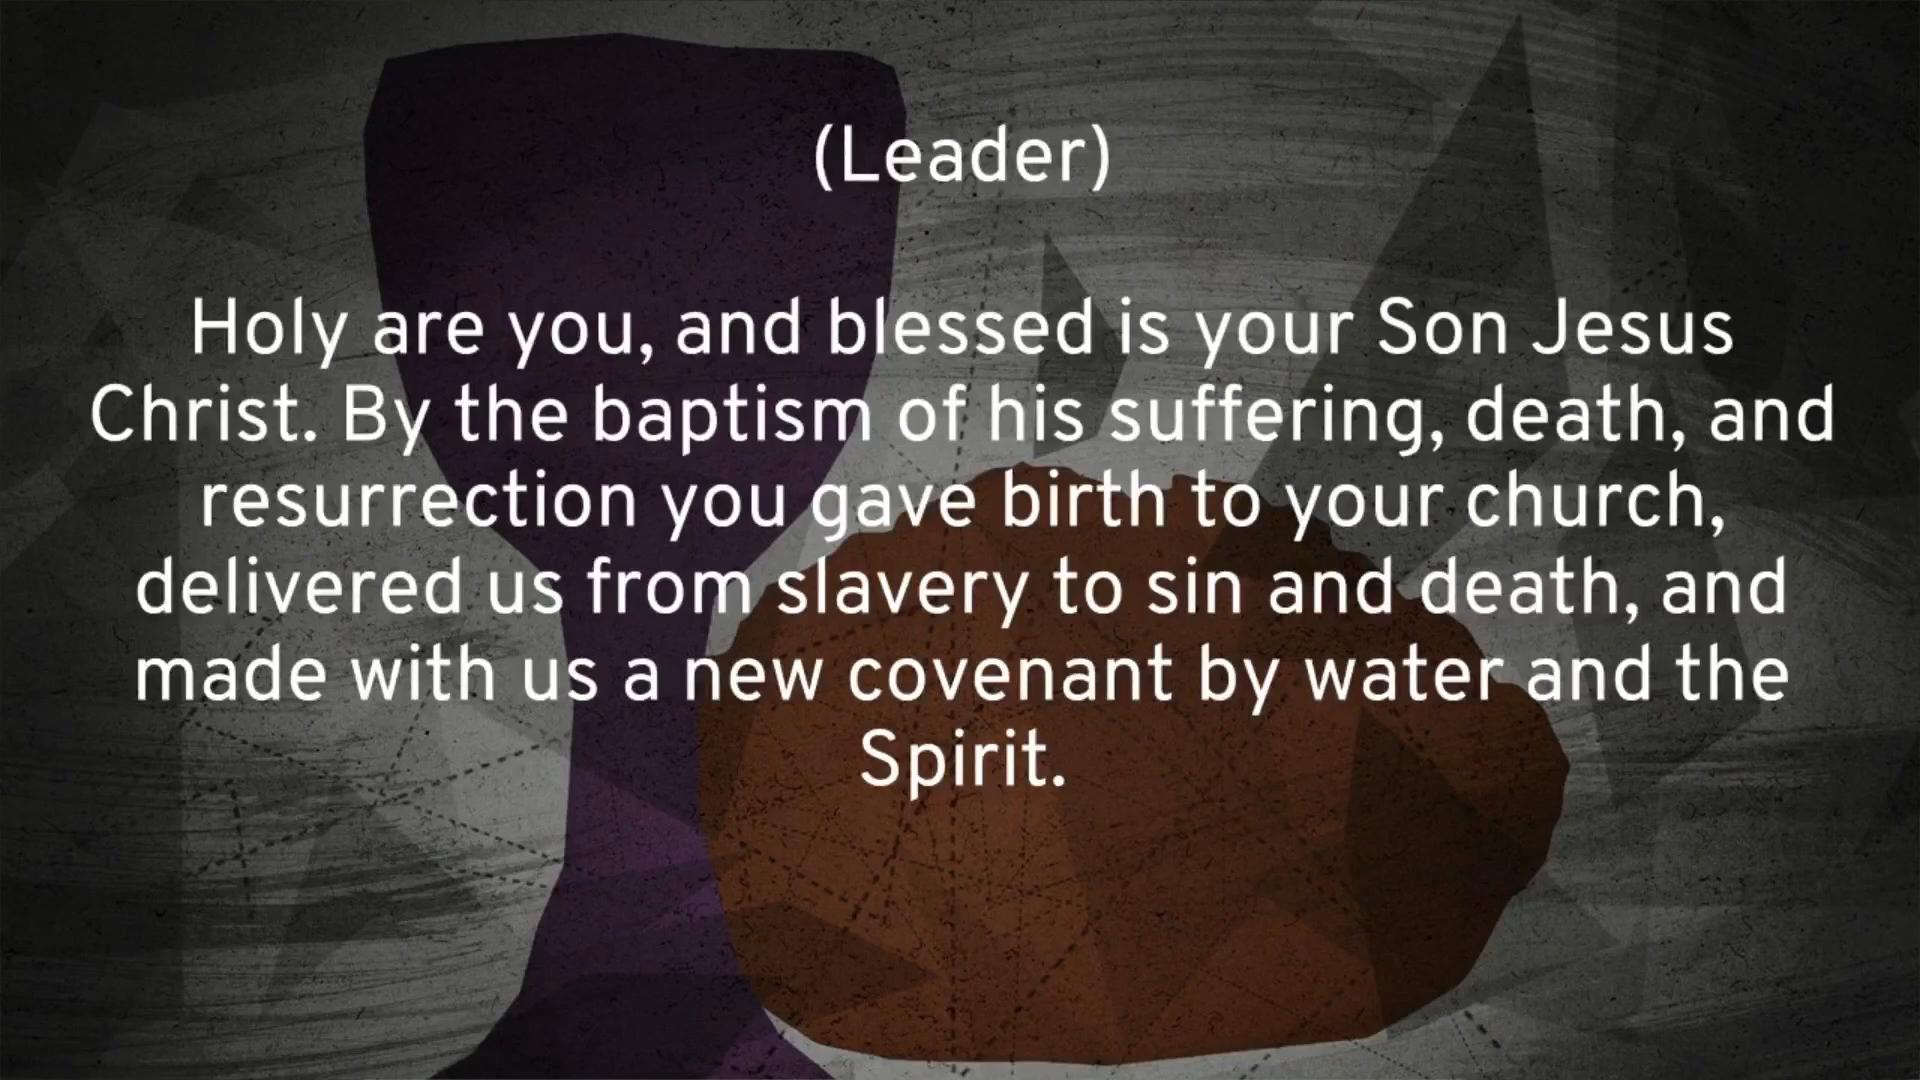 (Leader)
Holy are you, and blessed is your Son Jesus
Christ. By the baptism of his suffering, death, and
resurrection you gave birth to your church,
delivered us from slavery to sin and death, and
made with us a new covenant by water and the
Spirit.